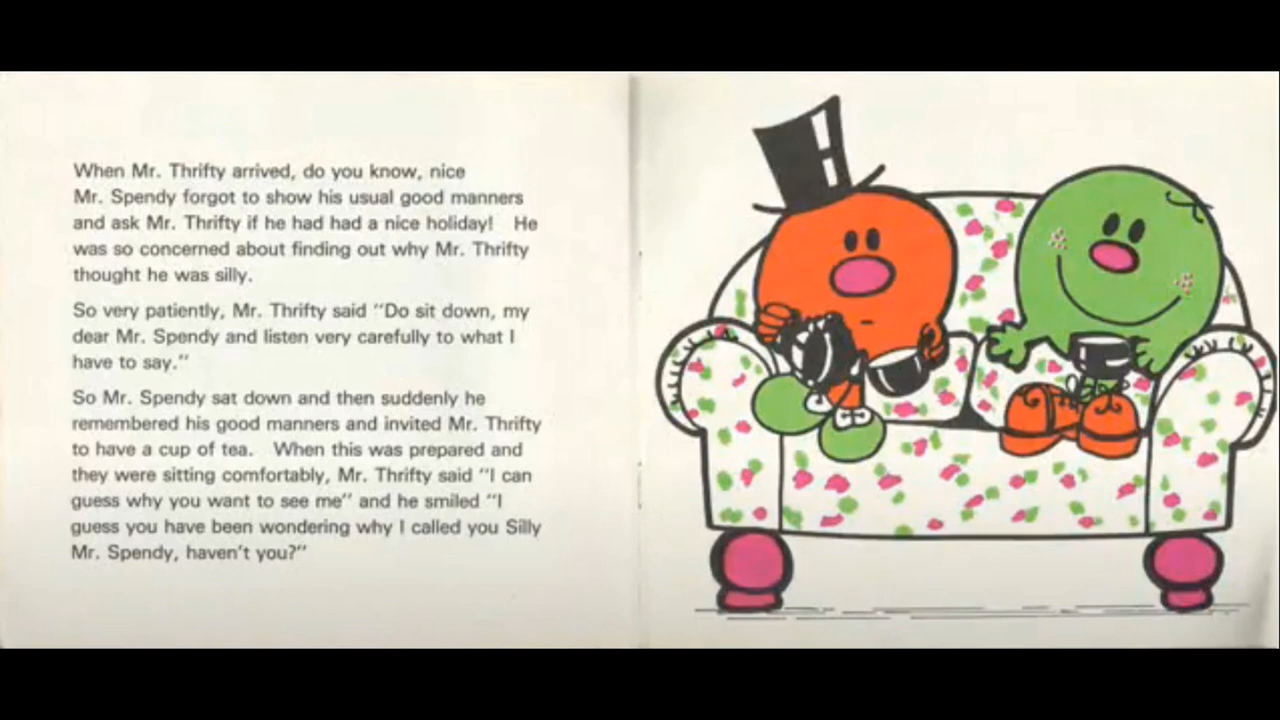 When Mr. Thrifty arrived, do you know, nice
Mr. Spendy forgot to show his usual good manners
and ask Mr. Thrifty if he had had a nice holiday! He
was so concerned about finding out why Mr. Thrifty
thought he was silly.
So very patiently, Mr. Thrifty said "Do sit down, my
dear Mr. Spendy and listen very carefully to what I
have to say."
So Mr. Spendy sat down and then suddenly he
remembered his good manners and invited Mr. Thrifty
to have a cup of tea. When this was prepared and
they were sitting comfortably, Mr. Thrifty said "I can
guess why you want to see me" and he smiled "I
guess you have been wondering why I called you Silly
Mr. Spendy, haven't you?"